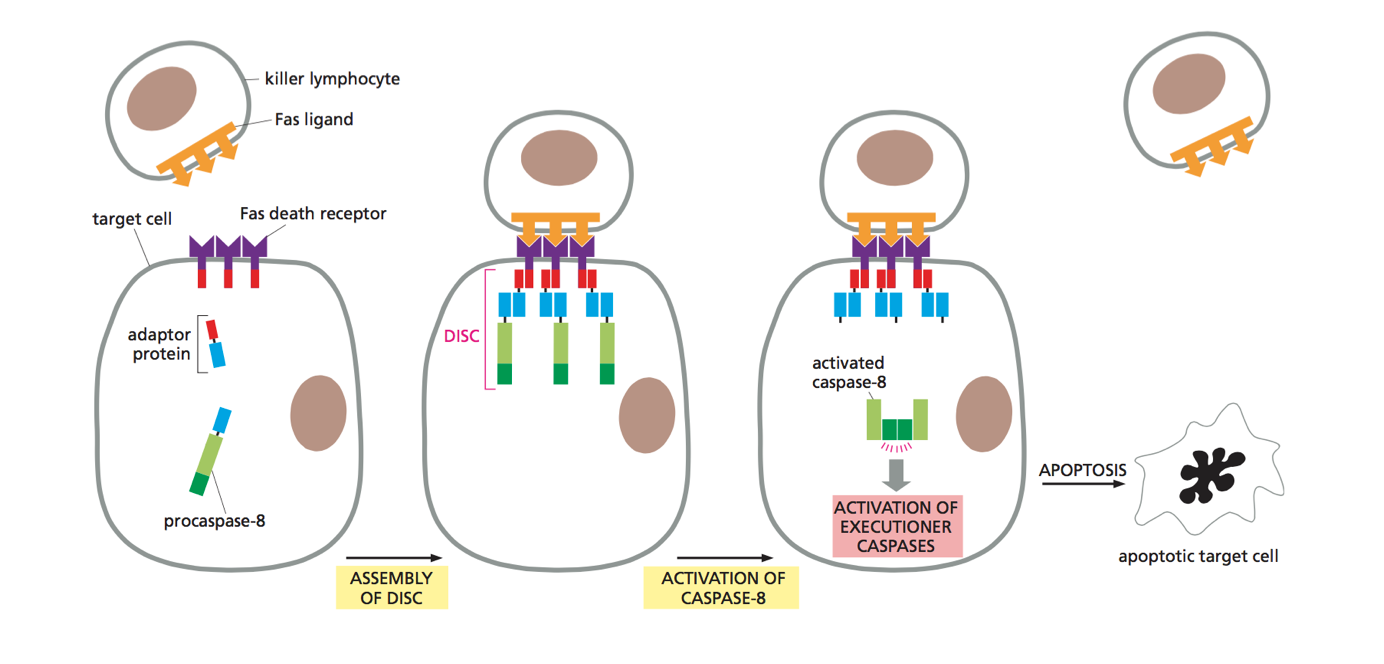 killer lymphocyte
Fas ligand
target cell
Fas death receptor
adaptor
protein
procaspase-8
ASSEMBLY
OF DISC
DISC
ACTIVATION OF
CASPASE-8
activated
caspase-8
ACTIVATION OF
EXECUTIONER
CASPASES
APOPTOSIS
apoptotic target cell